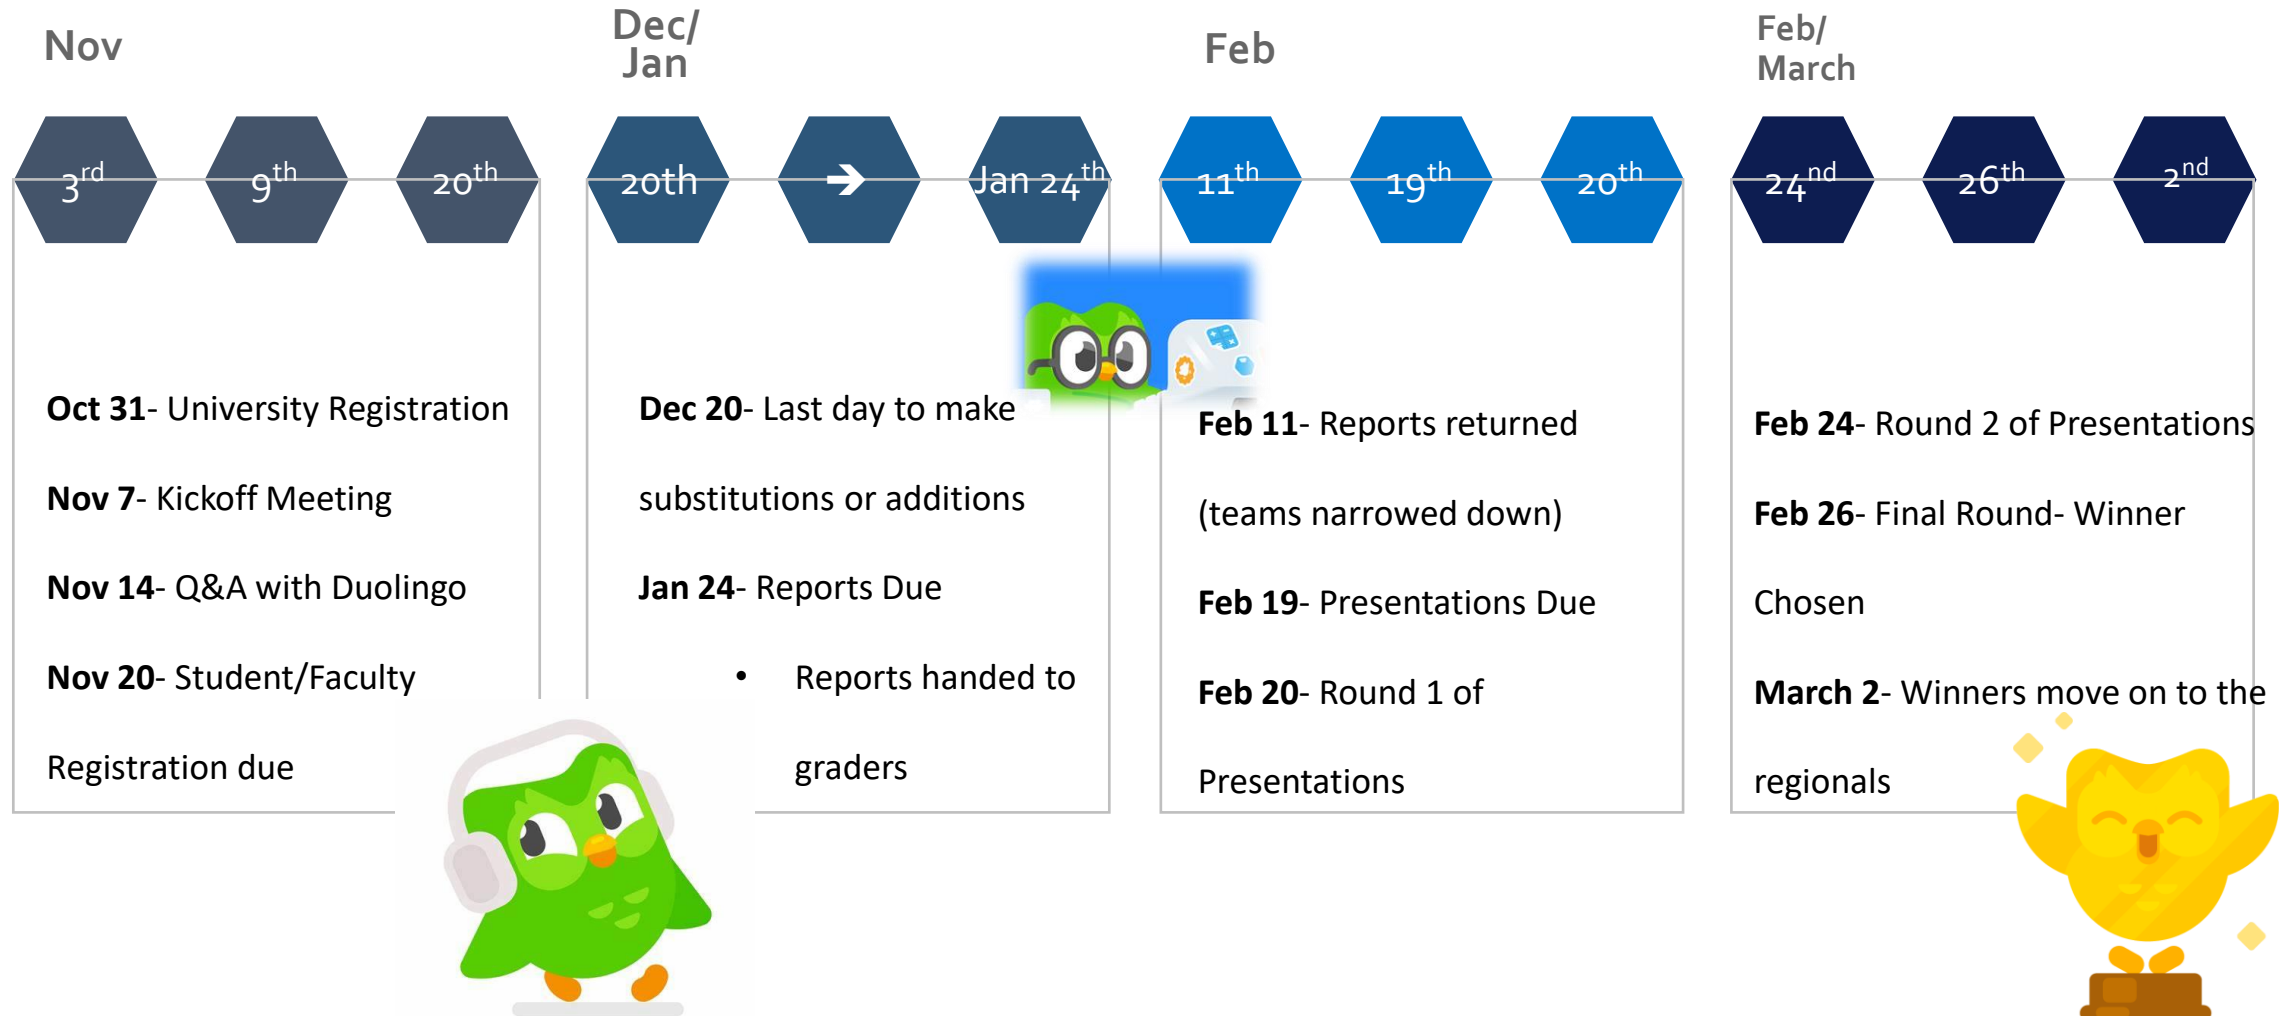 Nov
Dec/
Jan
Feb
Feb/
March
3rd
9th
20th
20th
➔
Jan 24th
11th
19th
20th
24nd
26th
2nd
Oct 31- University Registration
Nov 7- Kickoff Meeting
Nov 14- Q&A with Duolingo
Nov 20- Student/Faculty
Registration due
Dec 20- Last day to make
substitutions or additions
Jan 24- Reports Due
• Reports handed to
graders
Feb 11- Reports returned
(teams narrowed down)
Feb 19- Presentations Due
Feb 20- Round 1 of
Presentations
Feb 24- Round 2 of Presentations
Feb 26- Final Round- Winner
Chosen
March 2- Winners move on to the
regionals